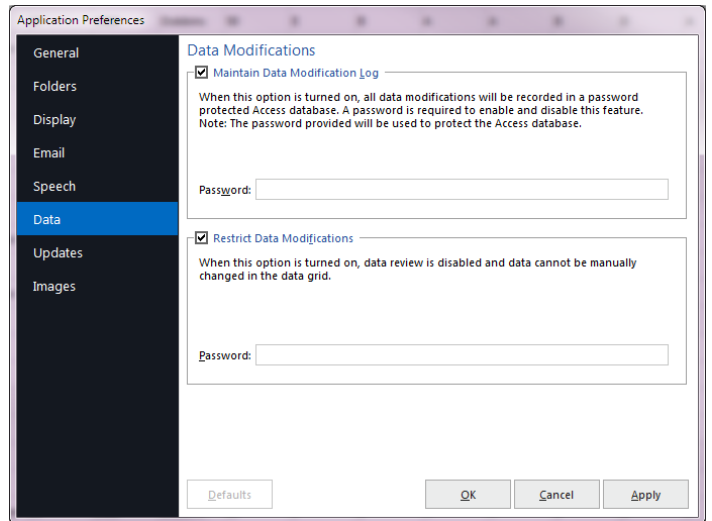 Application Preferences
General
Folders
Display
Email
Speech
Data
Updates
Images
Data Modifications
Maintain Data Modification Log
When this option is turned on, all data modifications will be recorded in a password
protected Access database. A password is required to enable and disable this feature.
Note: The password provided will be used to protect the Access database.
Password:
Restrict Data Modifications
When this option is turned on, data review is disabled and data cannot be manually
changed in the data grid.
Password:
Defaults
OK
Cancel
Apply